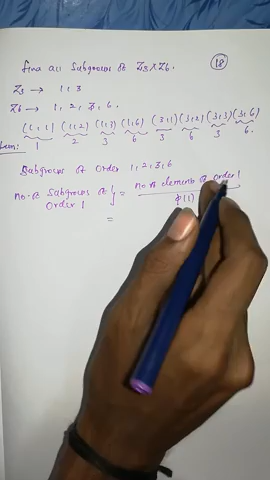 Find all Subgroups of Z3 × Z6. (18)
Z3 → 1, 3
Z6 → 1, 2, 3, 6.
(1,1) (1,2) (1,3) (1,6) (3,1) (3,2) (3,3) (3,6)
lcm: 1 2 3 6 3 6 3 6.
Subgroups of Order 1, 2, 3, 6
No. of Subgroups of } = No of elements of order 1
Order 1 φ(1)
=